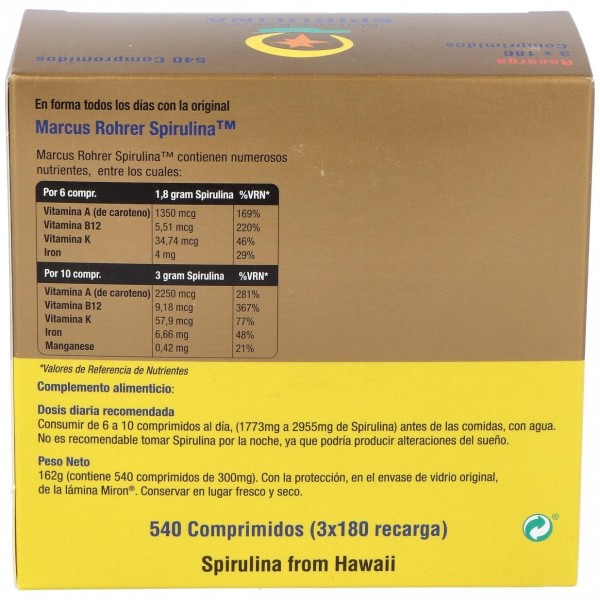 SPIRULINA
540 Comprimidos
Recarga
3 x 180
Comprimidos
En forma todos los días con la original
Marcus Rohrer Spirulina™
Marcus Rohrer Spirulina™ contienen numerosos
nutrientes, entre los cuales:
Por 6 compr. 1,8 gram Spirulina %VRN*
Vitamina A (de caroteno) 1350 mcg 169%
Vitamina B12 5,51 mcg 220%
Vitamina K 34,74 mcg 46%
Iron 4 mg 29%
Por 10 compr. 3 gram Spirulina %VRN*
Vitamina A (de caroteno) 2250 mcg 281%
Vitamina B12 9,18 mcg 367%
Vitamina K 57,9 mcg 77%
Iron 6,66 mg 48%
Manganese 0,42 mg 21%
*Valores de Referencia de Nutrientes
Complemento alimenticio:
Dosis diaria recomendada
Consumir de 6 a 10 comprimidos al día, (1773mg a 2955mg de Spirulina) antes de las comidas, con agua.
No es recomendable tomar Spirulina por la noche, ya que podría producir alteraciones del sueño.
Peso Neto
162g (contiene 540 comprimidos de 300mg). Con la protección, en el envase de vidrio original,
de la lámina Miron®. Conservar en lugar fresco y seco.
540 Comprimidos (3x180 recarga)
Spirulina from Hawaii